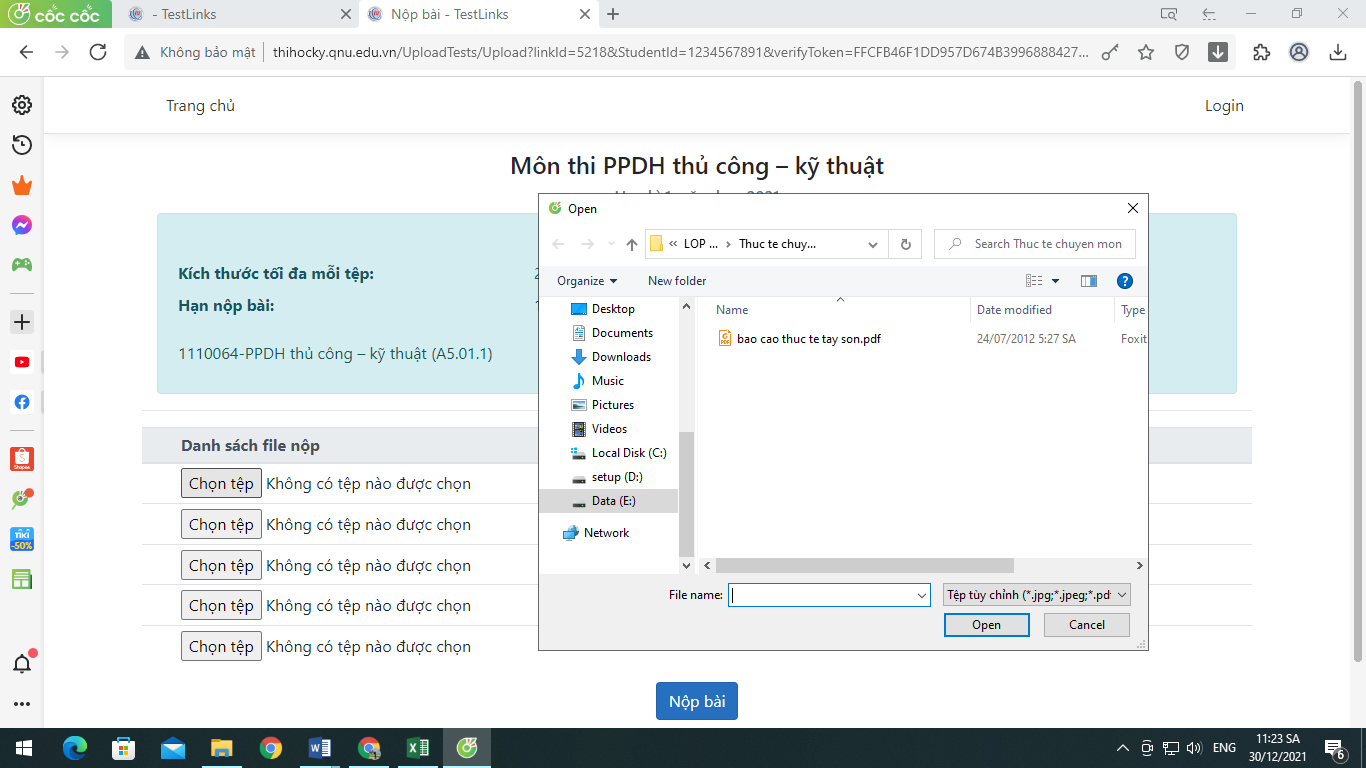 cốc cốc
- TestLinks
Nộp bài - TestLinks
Không bảo mật
thihocky.qnu.edu.vn/UploadTests/Upload?linkId=5218&StudentId=1234567891&verifyToken=FFCFB46F1DD957D674B3996888427...
Trang chủ
Login
Môn thi PPDH thủ công – kỹ thuật
Kích thước tối đa mỗi tệp:
Hạn nộp bài:
1110064-PPDH thủ công – kỹ thuật (A5.01.1)
Danh sách file nộp
Chọn tệp Không có tệp nào được chọn
Chọn tệp Không có tệp nào được chọn
Chọn tệp Không có tệp nào được chọn
Chọn tệp Không có tệp nào được chọn
Chọn tệp Không có tệp nào được chọn
Nộp bài
Open
« LOP ... › Thuc te chuy...
Search Thuc te chuyen mon
Organize
New folder
Desktop
Documents
Downloads
Music
Pictures
Videos
Local Disk (C:)
setup (D:)
Data (E:)
Network
Name
Date modified
Type
bao cao thuc te tay son.pdf
24/07/2012 5:27 SA
Foxit
File name:
Tệp tùy chỉnh (*.jpg;*.jpeg;*.pd
Open
Cancel
Shopee
TIKI
-50%
ENG
11:23 SA
30/12/2021
6